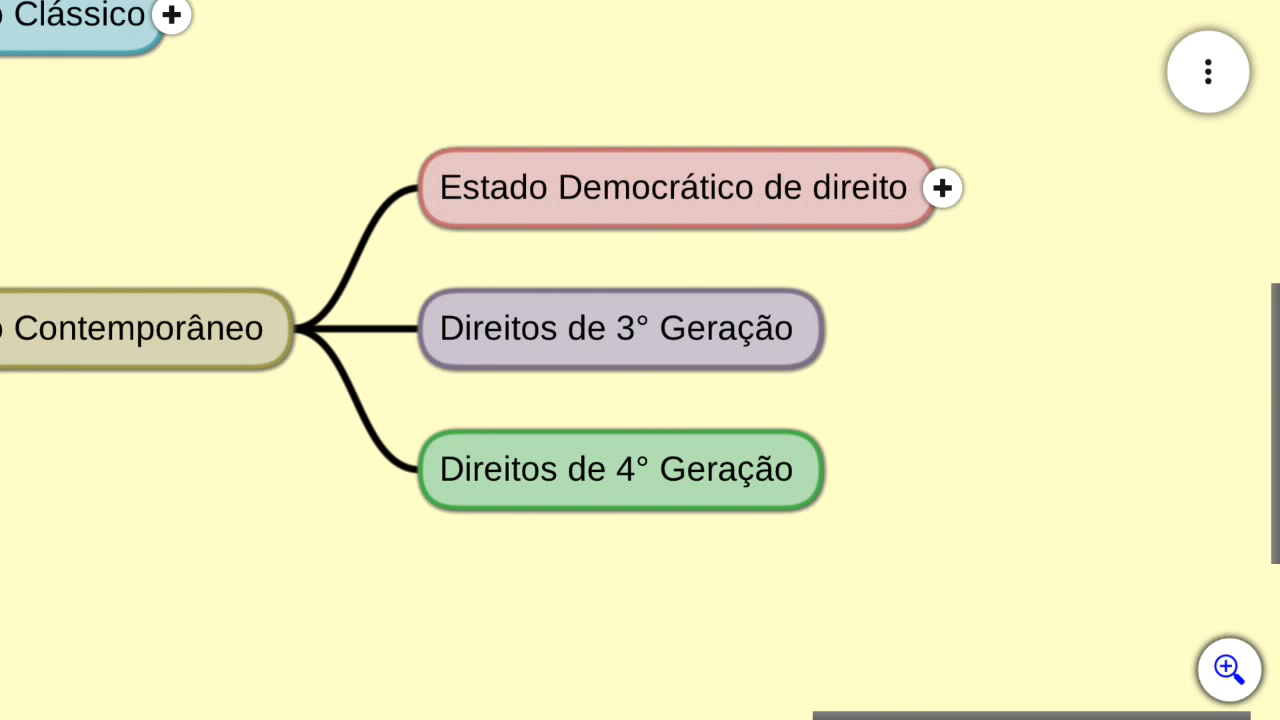 o Clássico
Estado Democrático de direito
o Contemporâneo
Direitos de 3° Geração
Direitos de 4° Geração